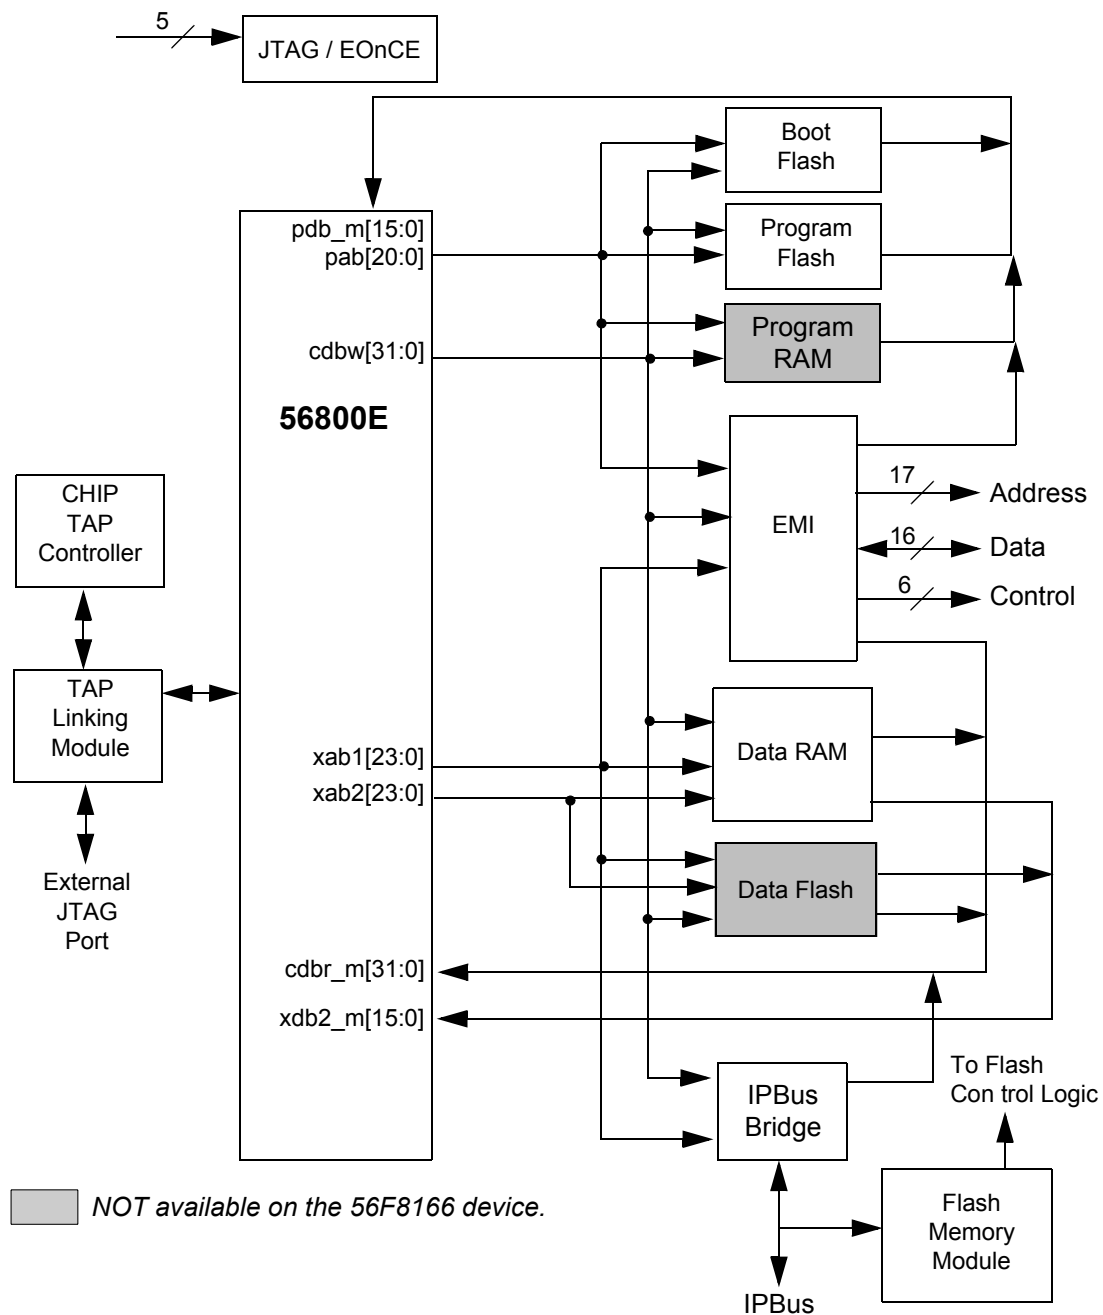 5
JTAG / EOnCE
Boot
Flash
pdb_m[15:0]
pab[20:0]
Program
Flash
cdbw[31:0]
Program
RAM
56800E
CHIP
TAP
Controller
EMI
17
Address
16
Data
6
Control
TAP
Linking
Module
xab1[23:0]
xab2[23:0]
Data RAM
External
JTAG
Port
Data Flash
cdbr_m[31:0]
xdb2_m[15:0]
To Flash
Con trol Logic
IPBus
Bridge
NOT available on the 56F8166 device.
Flash
Memory
Module
IPBus